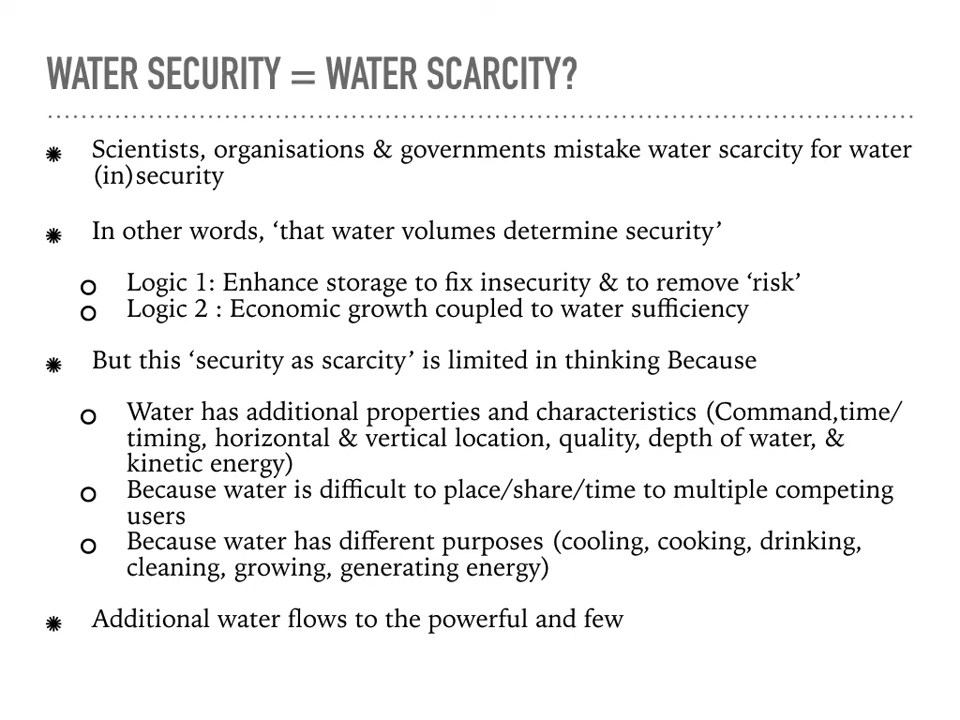 WATER SECURITY = WATER SCARCITY?
Scientists, organisations & governments mistake water scarcity for water
(in)security
In other words, ‘that water volumes determine security’
Logic 1: Enhance storage to fix insecurity & to remove ‘risk’
Logic 2 : Economic growth coupled to water sufficiency
But this ‘security as scarcity’ is limited in thinking Because
Water has additional properties and characteristics (Command,time/
timing, horizontal & vertical location, quality, depth of water, &
kinetic energy)
Because water is difficult to place/share/time to multiple competing
users
Because water has different purposes (cooling, cooking, drinking,
cleaning, growing, generating energy)
Additional water flows to the powerful and few